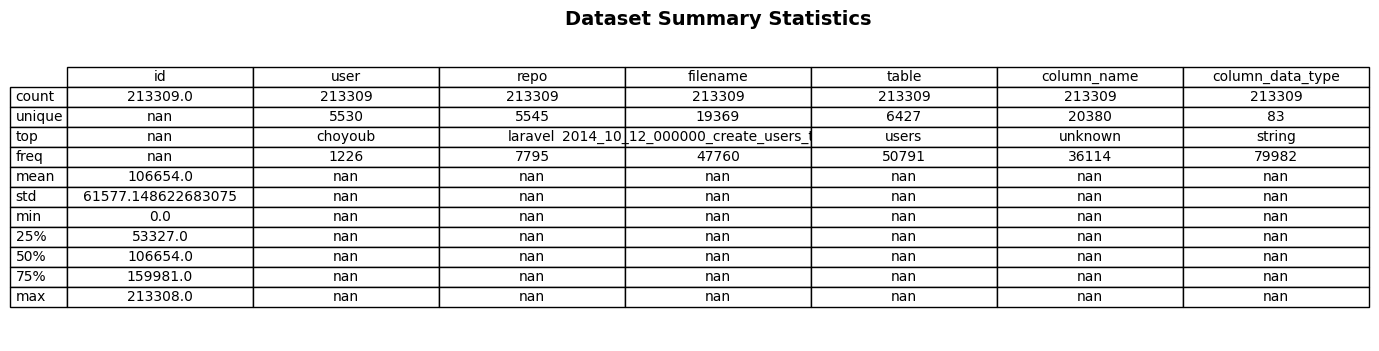 Dataset Summary Statistics
id user repo filename table column_name column_data_type
count 213309.0 213309 213309 213309 213309 213309 213309
unique nan 5530 5545 19369 6427 20380 83
top nan choyoub laravel 2014_10_12_000000_create_users_t users unknown string
freq nan 1226 7795 47760 50791 36114 79982
mean 106654.0 nan nan nan nan nan nan
std 61577.148622683075 nan nan nan nan nan nan
min 0.0 nan nan nan nan nan nan
25% 53327.0 nan nan nan nan nan nan
50% 106654.0 nan nan nan nan nan nan
75% 159981.0 nan nan nan nan nan nan
max 213308.0 nan nan nan nan nan nan